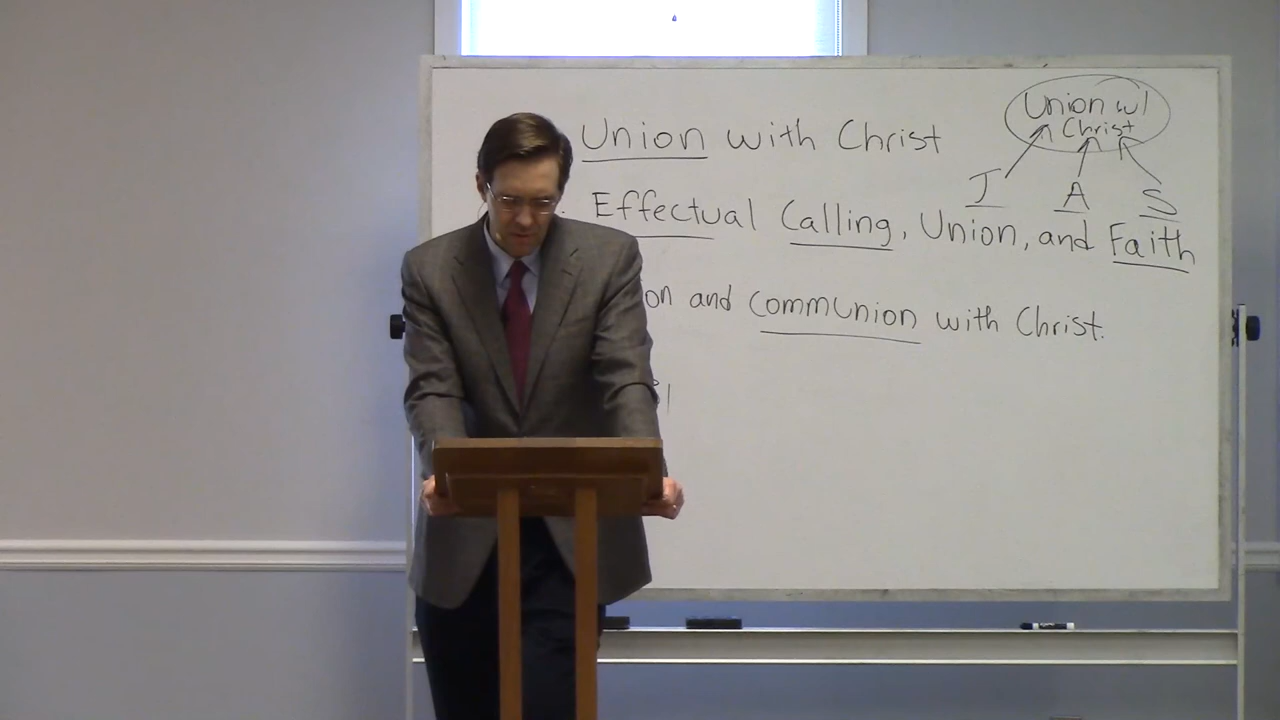 Union with Christ
Union w/
Christ
J A S
Effectual Calling, Union, and Faith
on and Communion with Christ.